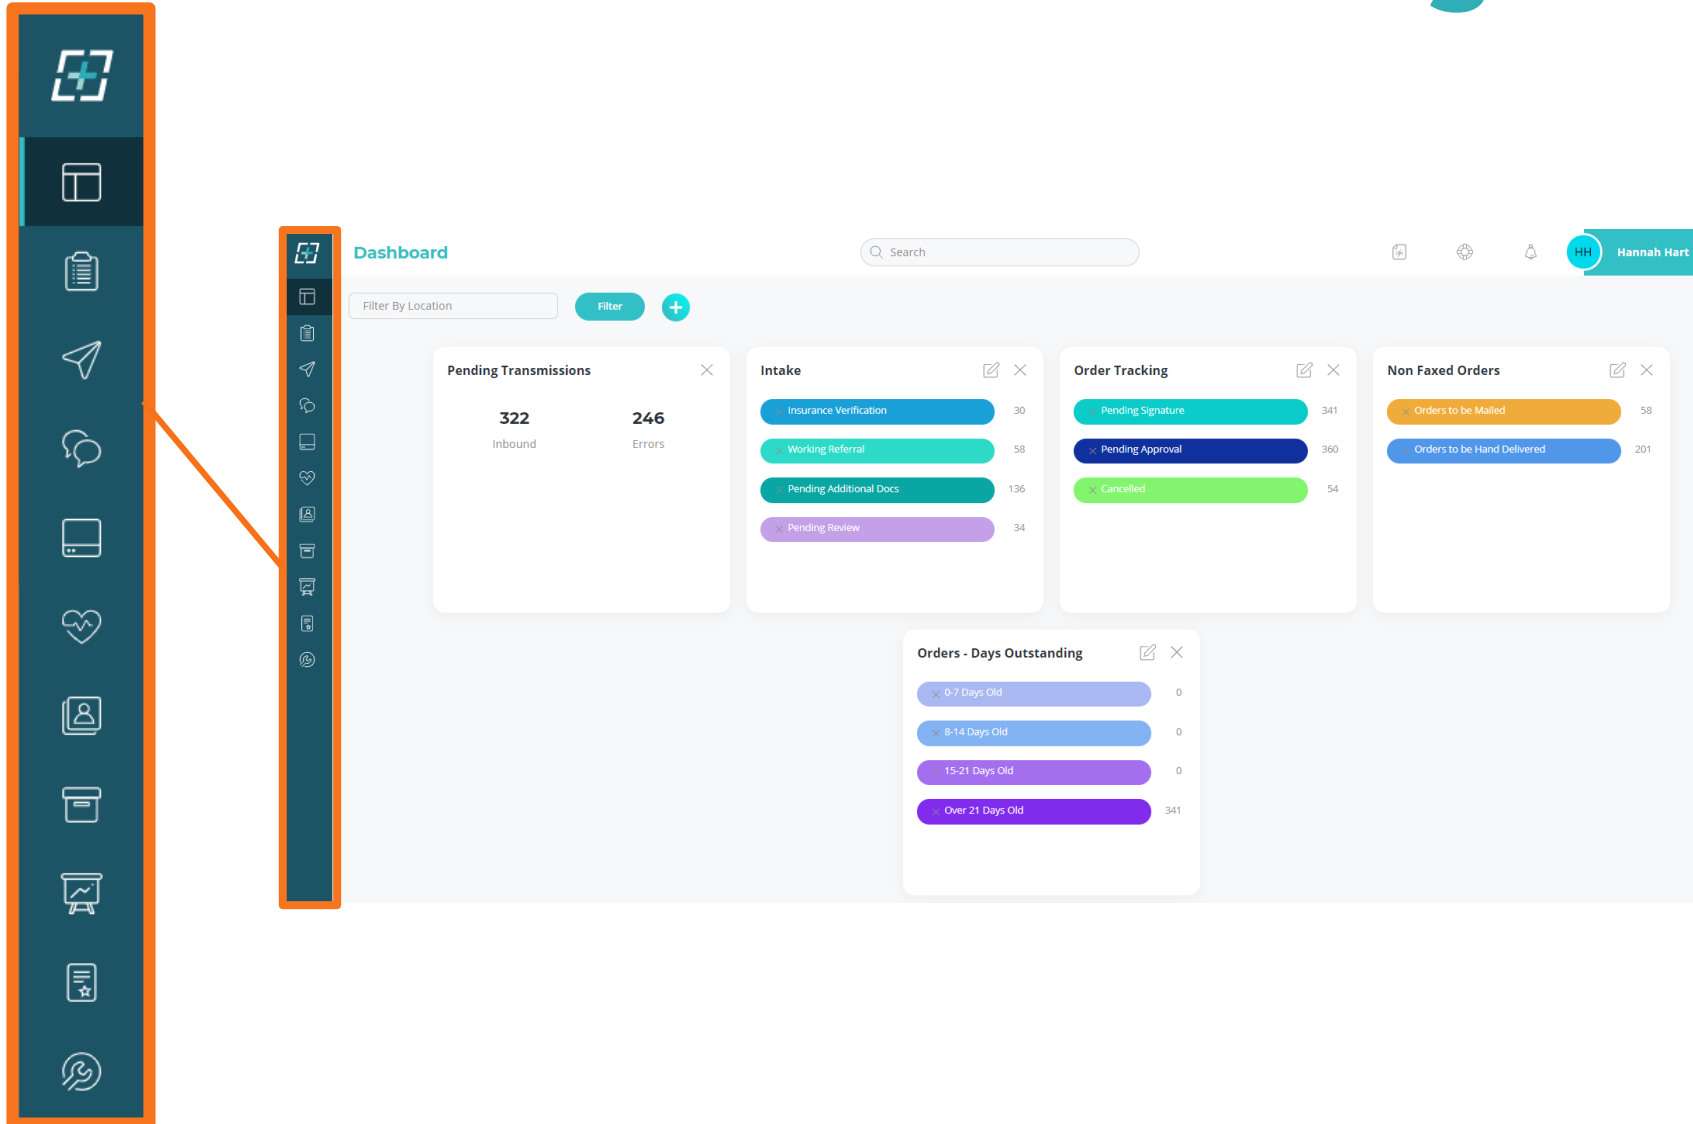 Dashboard
Search
HH
Hannah Hart
Filter By Location
Filter
Pending Transmissions
322
246
Inbound
Errors
Intake
Insurance Verification
30
Working Referral
58
Pending Additional Docs
136
Pending Review
34
Order Tracking
Pending Signature
341
Pending Approval
360
Cancelled
54
Non Faxed Orders
Orders to be Mailed
58
Orders to be Hand Delivered
201
Orders - Days Outstanding
0-7 Days Old
0
8-14 Days Old
0
15-21 Days Old
0
Over 21 Days Old
341